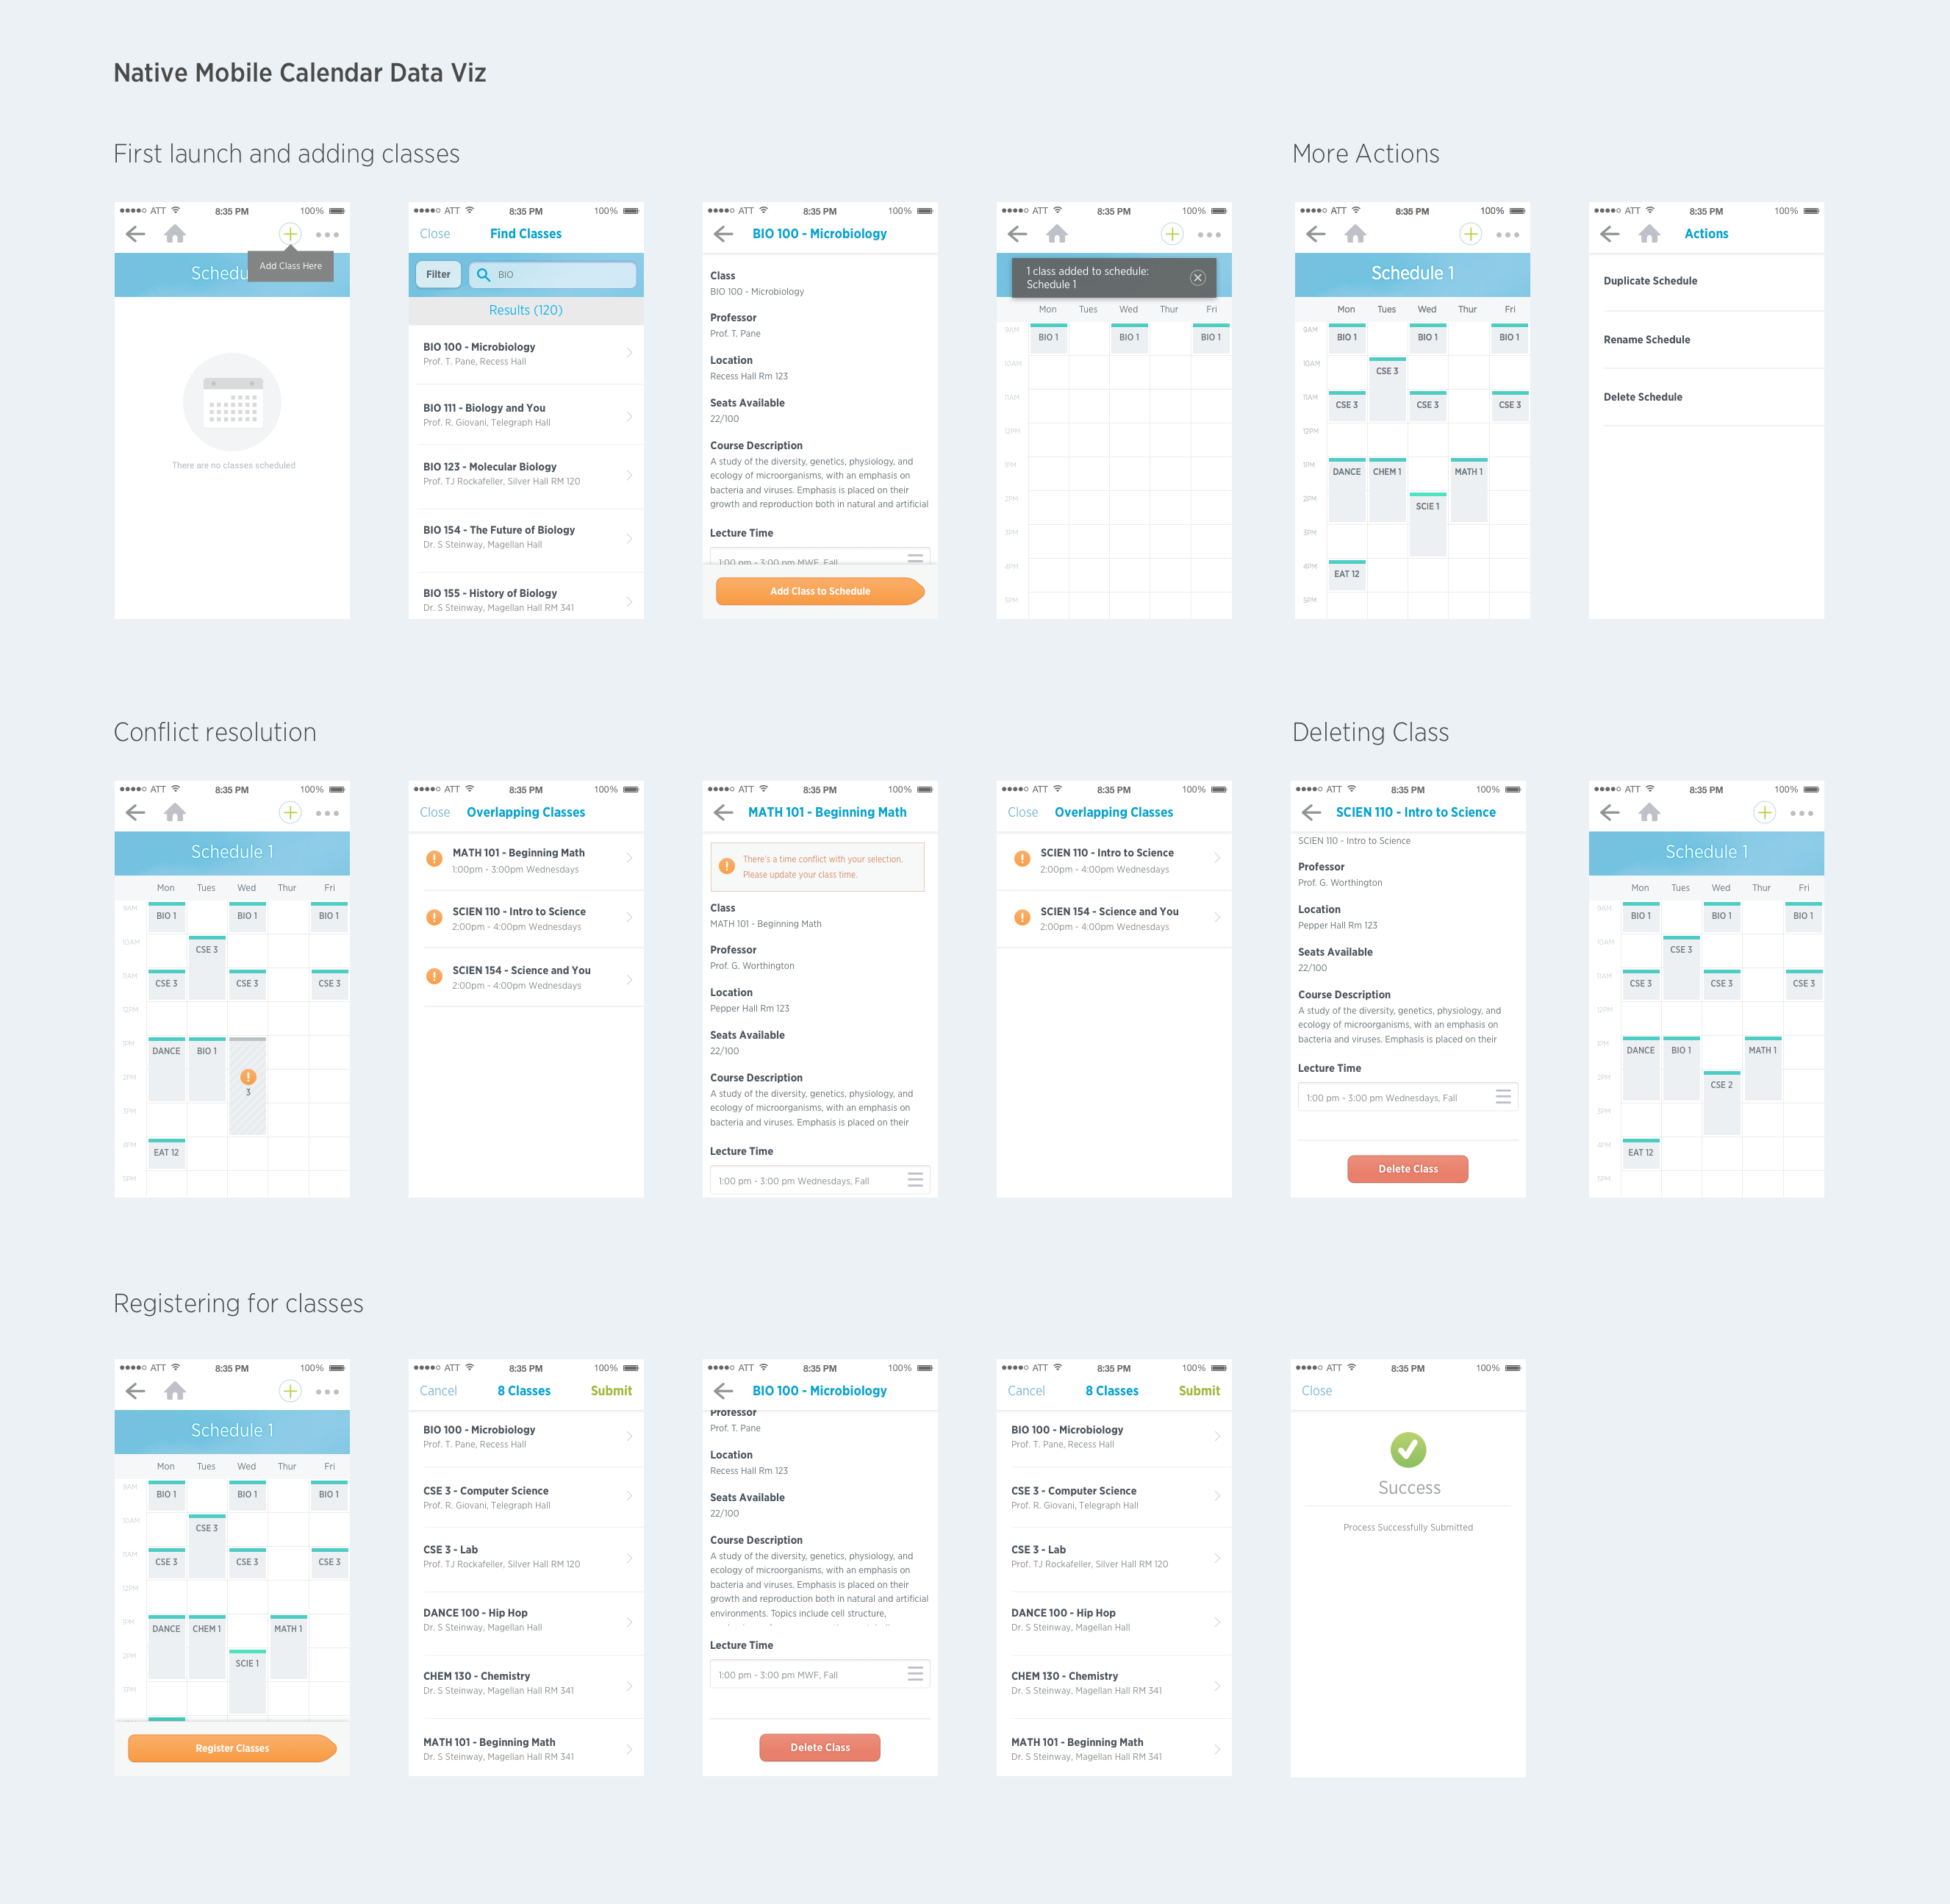 Native Mobile Calendar Data Viz
First launch and adding classes
ATT 8:35 PM 100%
Schedu
Add Class Here
There are no classes scheduled
ATT 8:35 PM 100%
Close Find Classes
Filter BIO
Results (120)
BIO 100 - Microbiology
Prof. T. Pane, Recess Hall
BIO 111 - Biology and You
Prof. R. Giovani, Telegraph Hall
BIO 123 - Molecular Biology
Prof. TJ Rockafeller, Silver Hall RM 120
BIO 154 - The Future of Biology
Dr. S Steinway, Magellan Hall
BIO 155 - History of Biology
Dr. S Steinway, Magellan Hall RM 341
ATT 8:35 PM 100%
BIO 100 - Microbiology
Class
BIO 100 - Microbiology
Professor
Prof. T. Pane
Location
Recess Hall Rm 123
Seats Available
22/100
Course Description
A study of the diversity, genetics, physiology, and
ecology of microorganisms, with an emphasis on
bacteria and viruses. Emphasis is placed on their
growth and reproduction both in natural and artificial
Lecture Time
1:00 pm - 3:00 pm MWF, Fall
Add Class to Schedule
ATT 8:35 PM 100%
1 class added to schedule:
Schedule 1
Mon Tues Wed Thur Fri
9AM BIO 1 BIO 1 BIO 1
10AM
11AM
12PM
1PM
2PM
3PM
4PM
5PM
More Actions
ATT 8:35 PM 100%
Schedule 1
Mon Tues Wed Thur Fri
9AM BIO 1 BIO 1 BIO 1
10AM CSE 3
11AM CSE 3 CSE 3 CSE 3
12PM
1PM DANCE CHEM 1 MATH 1
2PM SCIE 1
3PM
4PM EAT 12
5PM
ATT 8:35 PM 100%
Actions
Duplicate Schedule
Rename Schedule
Delete Schedule
Conflict resolution
ATT 8:35 PM 100%
Schedule 1
Mon Tues Wed Thur Fri
9AM BIO 1 BIO 1 BIO 1
10AM CSE 3
11AM CSE 3 CSE 3 CSE 3
12PM
1PM DANCE BIO 1
2PM ! 3
3PM
4PM EAT 12
5PM
ATT 8:35 PM 100%
Close Overlapping Classes
! MATH 101 - Beginning Math
1:00pm - 3:00pm Wednesdays
! SCIEN 110 - Intro to Science
2:00pm - 4:00pm Wednesdays
! SCIEN 154 - Science and You
2:00pm - 4:00pm Wednesdays
ATT 8:35 PM 100%
MATH 101 - Beginning Math
! There's a time conflict with your selection.
Please update your class time.
Class
MATH 101 - Beginning Math
Professor
Prof. G. Worthington
Location
Pepper Hall Rm 123
Seats Available
22/100
Course Description
A study of the diversity, genetics, physiology, and
ecology of microorganisms, with an emphasis on
bacteria and viruses. Emphasis is placed on their
Lecture Time
1:00 pm - 3:00 pm Wednesdays, Fall
ATT 8:35 PM 100%
Close Overlapping Classes
! SCIEN 110 - Intro to Science
2:00pm - 4:00pm Wednesdays
! SCIEN 154 - Science and You
2:00pm - 4:00pm Wednesdays
Deleting Class
ATT 8:35 PM 100%
SCIEN 110 - Intro to Science
SCIEN 110 - Intro to Science
Professor
Prof. G. Worthington
Location
Pepper Hall Rm 123
Seats Available
22/100
Course Description
A study of the diversity, genetics, physiology, and
ecology of microorganisms, with an emphasis on
bacteria and viruses. Emphasis is placed on their
Lecture Time
1:00 pm - 3:00 pm Wednesdays, Fall
Delete Class
ATT 8:35 PM 100%
Schedule 1
Mon Tues Wed Thur Fri
9AM BIO 1 BIO 1 BIO 1
10AM CSE 3
11AM CSE 3 CSE 3 CSE 3
12PM
1PM DANCE BIO 1 MATH 1
2PM CSE 2
3PM
4PM EAT 12
5PM
Registering for classes
ATT 8:35 PM 100%
Schedule 1
Mon Tues Wed Thur Fri
9AM BIO 1 BIO 1 BIO 1
10AM CSE 3
11AM CSE 3 CSE 3 CSE 3
12PM
1PM DANCE CHEM 1 MATH 1
2PM SCIE 1
3PM
Register Classes
ATT 8:35 PM 100%
Cancel 8 Classes Submit
BIO 100 - Microbiology
Prof. T. Pane, Recess Hall
CSE 3 - Computer Science
Prof. R. Giovani, Telegraph Hall
CSE 3 - Lab
Prof. TJ Rockafeller, Silver Hall RM 120
DANCE 100 - Hip Hop
Dr. S Steinway, Magellan Hall
CHEM 130 - Chemistry
Dr. S Steinway, Magellan Hall RM 341
MATH 101 - Beginning Math
Dr. S Steinway, Magellan Hall RM 341
ATT 8:35 PM 100%
BIO 100 - Microbiology
Professor
Prof. T. Pane
Location
Recess Hall Rm 123
Seats Available
22/100
Course Description
A study of the diversity, genetics, physiology, and
ecology of microorganisms, with an emphasis on
bacteria and viruses. Emphasis is placed on their
growth and reproduction both in natural and artificial
environments. Topics include cell structure,
Lecture Time
1:00 pm - 3:00 pm MWF, Fall
Delete Class
ATT 8:35 PM 100%
Cancel 8 Classes Submit
BIO 100 - Microbiology
Prof. T. Pane, Recess Hall
CSE 3 - Computer Science
Prof. R. Giovani, Telegraph Hall
CSE 3 - Lab
Prof. TJ Rockafeller, Silver Hall RM 120
DANCE 100 - Hip Hop
Dr. S Steinway, Magellan Hall
CHEM 130 - Chemistry
Dr. S Steinway, Magellan Hall RM 341
MATH 101 - Beginning Math
Dr. S Steinway, Magellan Hall RM 341
ATT 8:35 PM 100%
Close
Success
Process Successfully Submitted